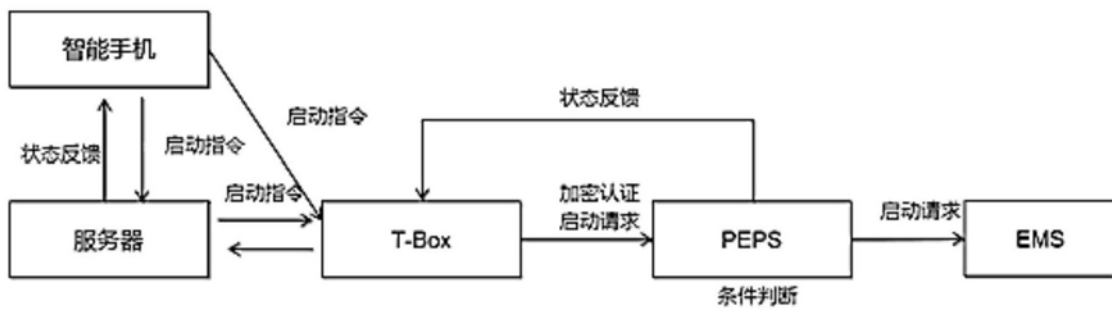 智能手机
状态反馈
启动指令
启动指令
状态反馈
启动指令
服务器
T-Box
加密认证
启动请求
PEPS
启动请求
EMS
条件判断